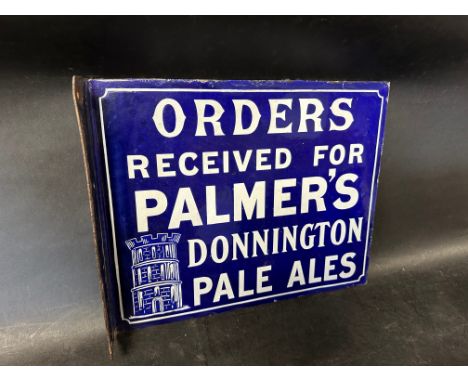 ORDERS
RECEIVED FOR
PALMER'S
DONNINGTON
PALE ALES